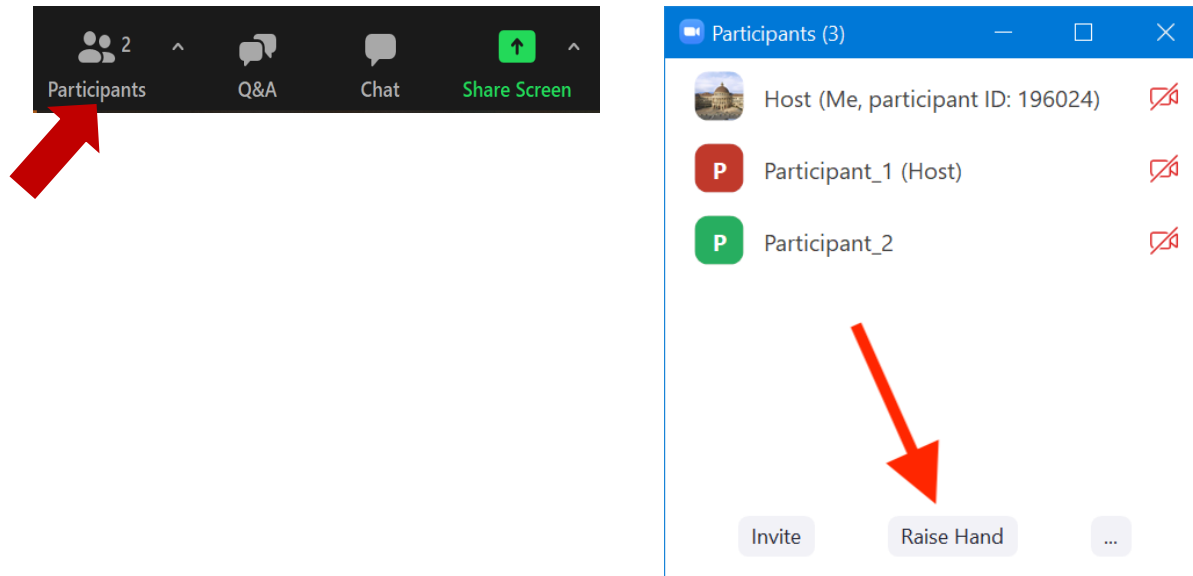 2
Participants
Q&A
Chat
Share Screen
Participants (3)
Host (Me, participant ID: 196024)
P
Participant_1 (Host)
P
Participant_2
Invite
Raise Hand
...